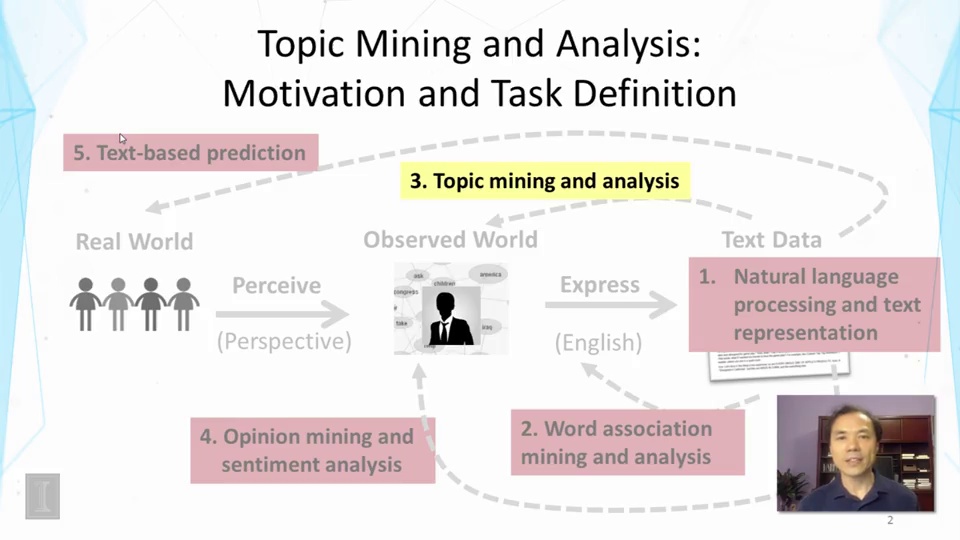 Topic Mining and Analysis:
Motivation and Task Definition
5. Text-based prediction
3. Topic mining and analysis
Real World
Observed World
Text Data
Perceive
(Perspective)
ask
america
children
congress
take
iraq
Express
(English)
1. Natural language
processing and text
representation
4. Opinion mining and
sentiment analysis
2. Word association
mining and analysis
I
2